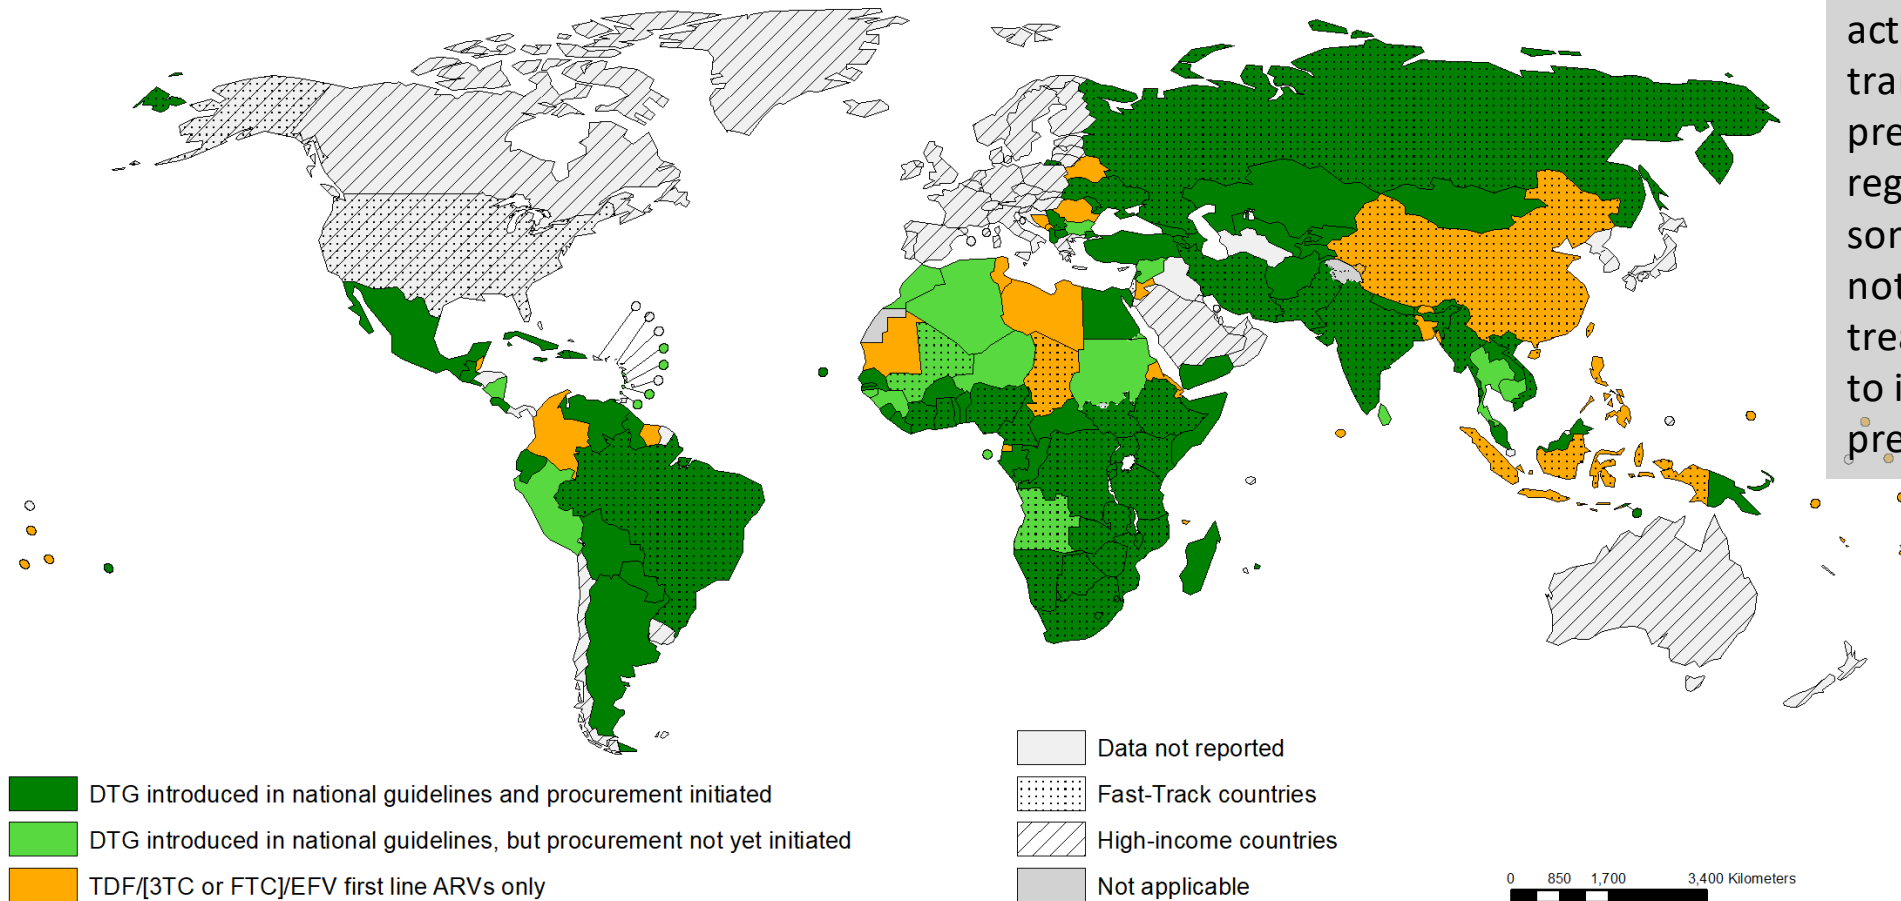 act
tra
pre
reg
son
not
trea
to i
pre
Data not reported
DTG introduced in national guidelines and procurement initiated
Fast-Track countries
DTG introduced in national guidelines, but procurement not yet initiated
High-income countries
TDF/[3TC or FTC]/EFV first line ARVs only
Not applicable
0 850 1,700 3,400 Kilometers